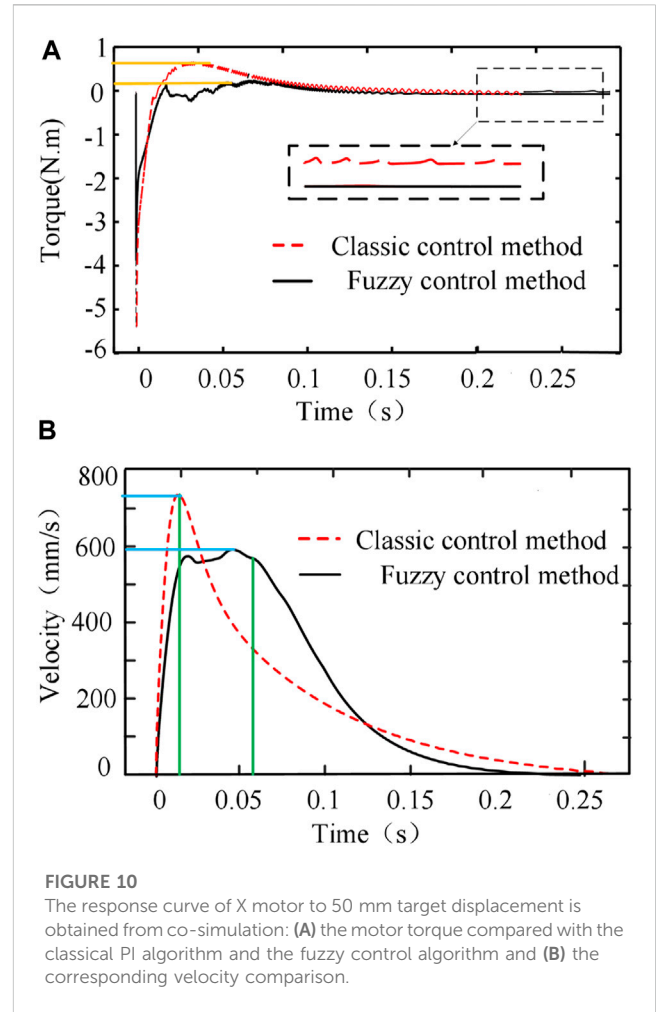 A
1
0
-1
-2
-3
-4
-5
-6
Torque(N.m)
Classic control method
Fuzzy control method
0 0.05 0.1 0.15 0.2 0.25
Time（s）
B
800
600
400
200
0
Velocity（mm/s）
Classic control method
Fuzzy control method
0 0.05 0.1 0.15 0.2 0.25
Time（s）
FIGURE 10
The response curve of X motor to 50 mm target displacement is
obtained from co-simulation: (A) the motor torque compared with the
classical PI algorithm and the fuzzy control algorithm and (B) the
corresponding velocity comparison.